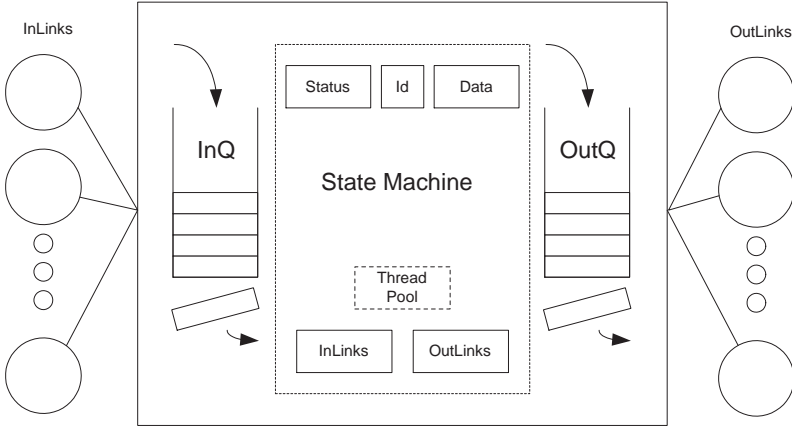 InLinks
OutLinks
Status
Id
Data
InQ
OutQ
State Machine
Thread
Pool
InLinks
OutLinks